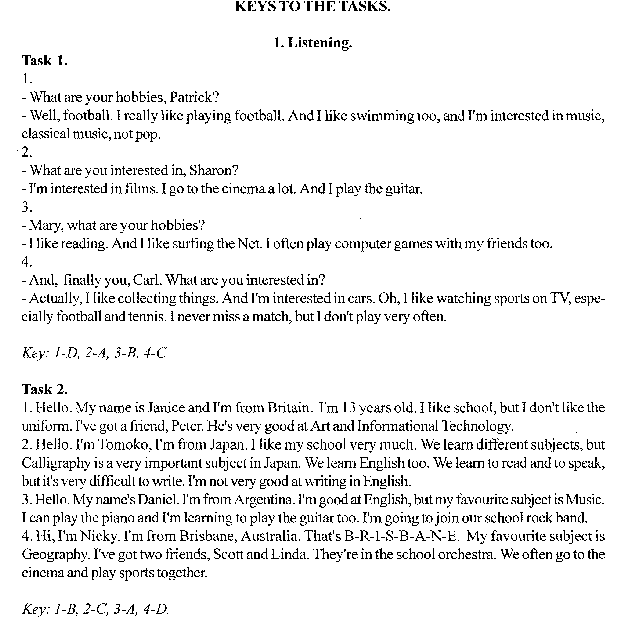 KEYS TO THE TASKS.
1. Listening.
Task 1.
1.
- What are your hobbies, Patrick?
- Well, football. I really like playing football. And I like swimming too, and I'm interested in music,
classical music, not pop.
2.
- What are you interested in, Sharon?
- I'm interested in films. I go to the cinema a lot. And I play the guitar.
3.
- Mary, what are your hobbies?
- I like reading. And I like surfing the Net. I often play computer games with my friends too.
4.
- And, finally you, Carl. What are you interested in?
- Actually, I like collecting things. And I'm interested in cars. Oh, I like watching sports on TV, espe-
cially football and tennis. I never miss a match, but I don't play very often.
Key: 1-D, 2-A, 3-B, 4-C
Task 2.
1. Hello. My name is Janice and I'm from Britain. I'm 13 years old. I like school, but I don't like the
uniform. I've got a friend, Peter. He's very good at Art and Informational Technology.
2. Hello. I'm Tomoko, I'm from Japan. I like my school very much. We learn different subjects, but
Calligraphy is a very important subject in Japan. We learn English too. We learn to read and to speak,
but it's very difficult to write. I'm not very good at writing in English.
3. Hello. My name's Daniel. I'm from Argentina. I'm good at English, but my favourite subject is Music.
I can play the piano and I'm learning to play the guitar too. I'm going to join our school rock band.
4. Hi, I'm Nicky. I'm from Brisbane, Australia. That's B-R-I-S-B-A-N-E. My favourite subject is
Geography. I've got two friends, Scott and Linda. They're in the school orchestra. We often go to the
cinema and play sports together.
Key: 1-B, 2-C, 3-A, 4-D.